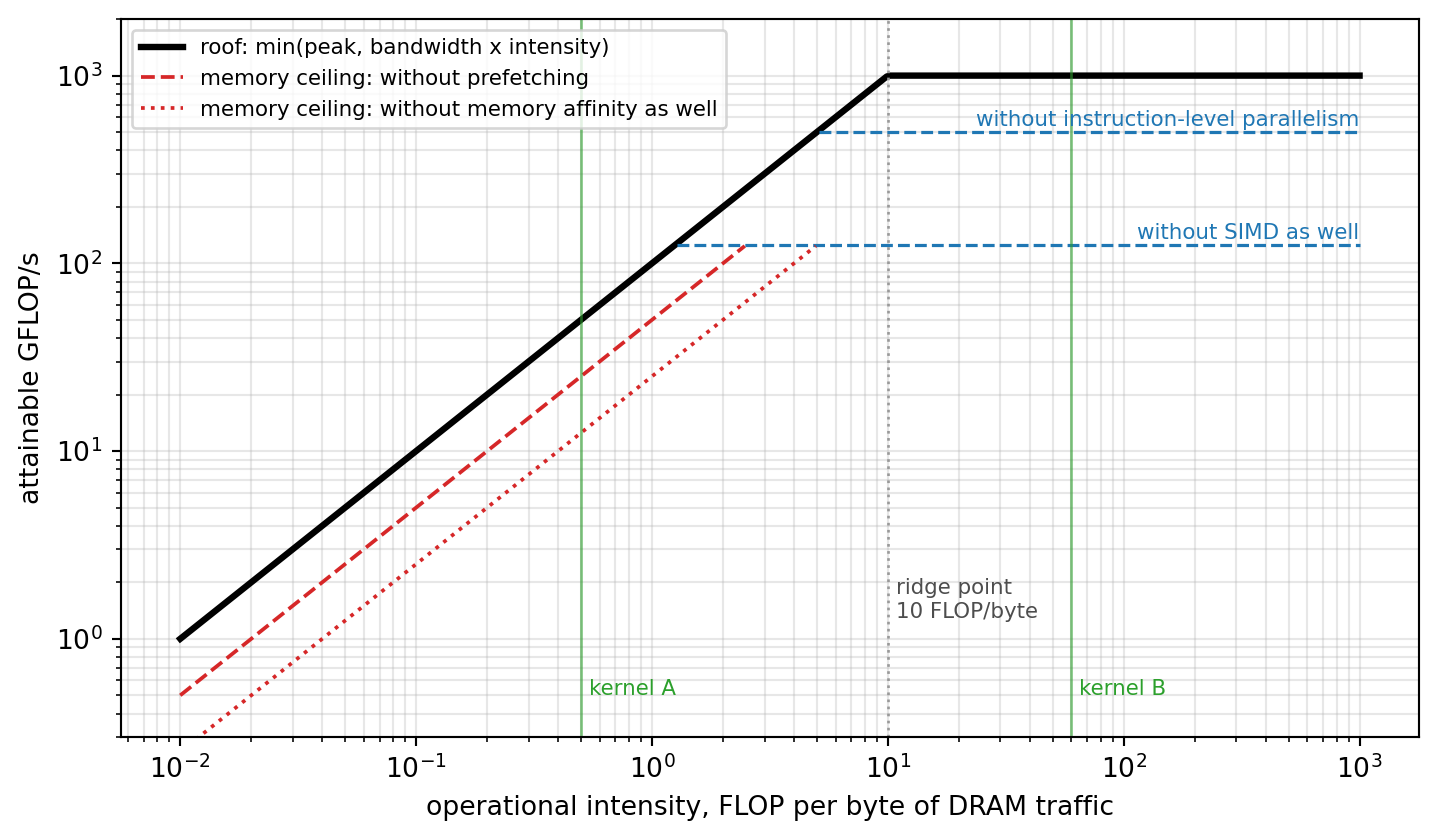 roof: min(peak, bandwidth x intensity)
memory ceiling: without prefetching
memory ceiling: without memory affinity as well
without instruction-level parallelism
without SIMD as well
ridge point
10 FLOP/byte
kernel A
kernel B
attainable GFLOP/s
10³
10²
10¹
10⁰
10⁻²
10⁻¹
10⁰
10¹
10²
10³
operational intensity, FLOP per byte of DRAM traffic